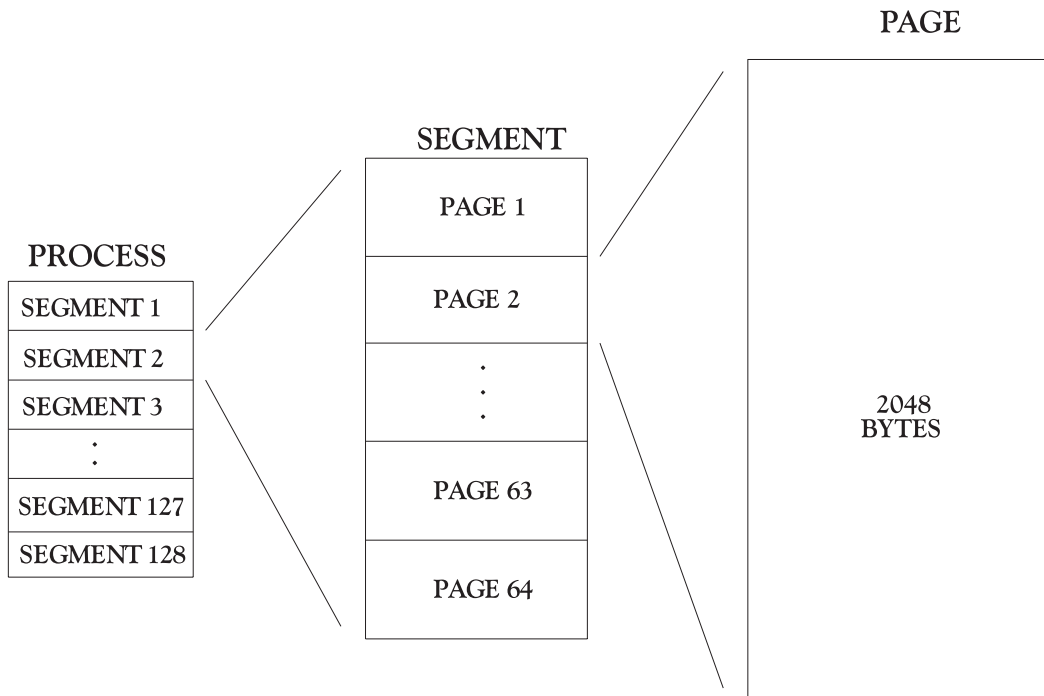 PROCESS
SEGMENT 1
SEGMENT 2
SEGMENT 3
SEGMENT 127
SEGMENT 128
SEGMENT
PAGE 1
PAGE 2
PAGE 63
PAGE 64
PAGE
2048
BYTES